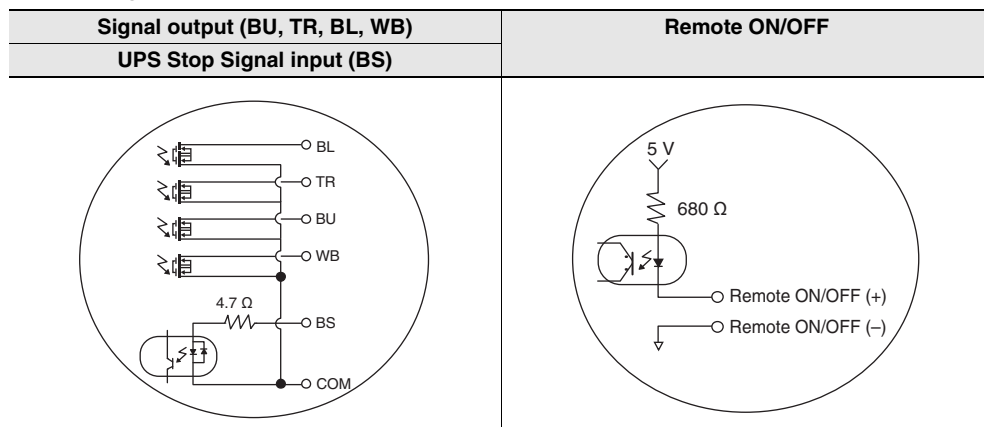 Signal output (BU, TR, BL, WB)
UPS Stop Signal input (BS)
Remote ON/OFF
BL
TR
BU
WB
4.7 Ω
BS
COM
5 V
680 Ω
Remote ON/OFF (+)
Remote ON/OFF (–)